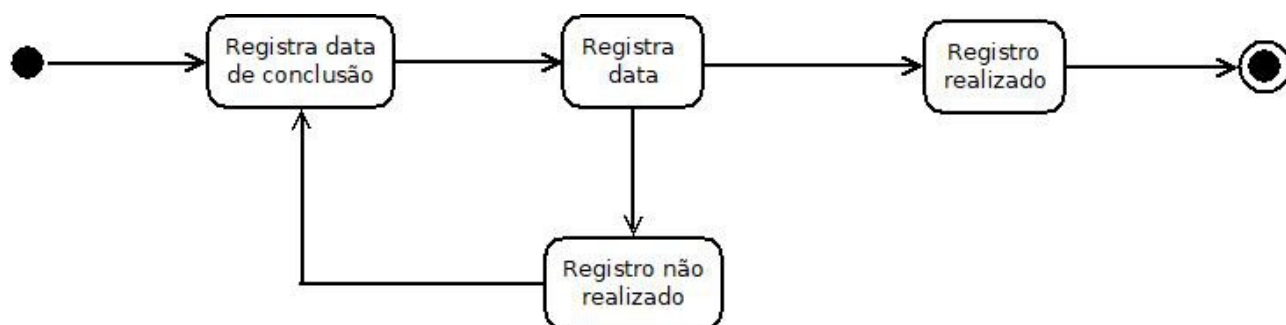 Registra data
de conclusão
Registra
data
Registro
realizado
Registro não
realizado